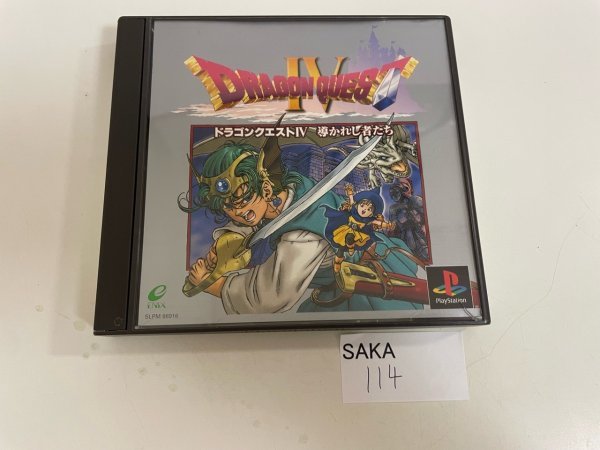 DRAGON QUEST
IV
ドラゴンクエストIV 導かれし者たち
ENIX
SLPM 86916
PlayStation
SAKA
114